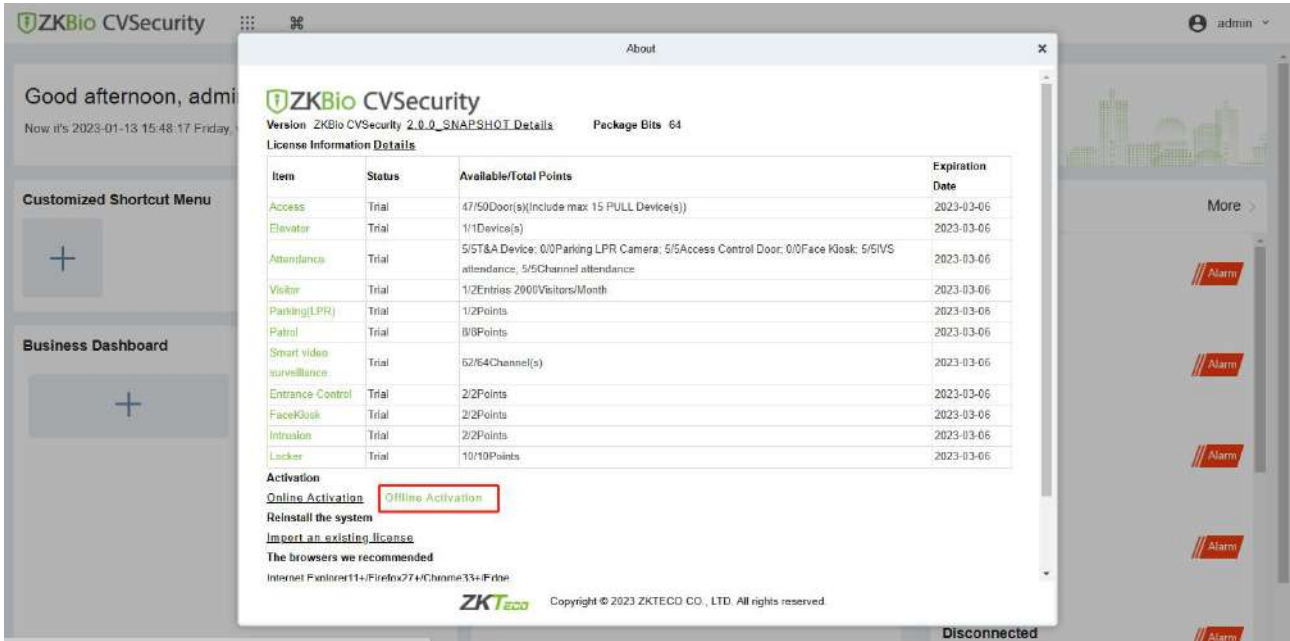 ZKBio CVSecurity
admin
About
Good afternoon, admi
Now it's 2023-01-13 15:48:17 Friday,
Customized Shortcut Menu
Business Dashboard
ZKBio CVSecurity
Version ZKBio CVSecurity 2.0.0_SNAPSHOT Details Package Bits 64
License Information Details
Item Status Available/Total Points Expiration Date
Access Trial 47/50Door(s)(Include max 15 PULL Device(s)) 2023-03-06
Elevator Trial 1/1Device(s) 2023-03-06
Attendance Trial 5/5T&A Device; 0/0Parking LPR Camera; 5/5Access Control Door; 0/0Face Kiosk; 5/5IVS
attendance; 5/5Channel attendance 2023-03-06
Visitor Trial 1/2Entries 2000Visitors/Month 2023-03-06
Parking(LPR) Trial 1/2Points 2023-03-06
Patrol Trial 8/8Points 2023-03-06
Smart video
surveillance Trial 62/64Channel(s) 2023-03-06
Entrance Control Trial 2/2Points 2023-03-06
FaceKiosk Trial 2/2Points 2023-03-06
Intrusion Trial 2/2Points 2023-03-06
Locker Trial 10/10Points 2023-03-06
Activation
Online Activation Offline Activation
Reinstall the system
Import an existing license
The browsers we recommended
Internet Explorer11+/Firefox27+/Chrome33+/Edge
ZKTeco Copyright © 2023 ZKTECO CO., LTD. All rights reserved.
More
Alarm
Alarm
Alarm
Alarm
Disconnected
Alarm